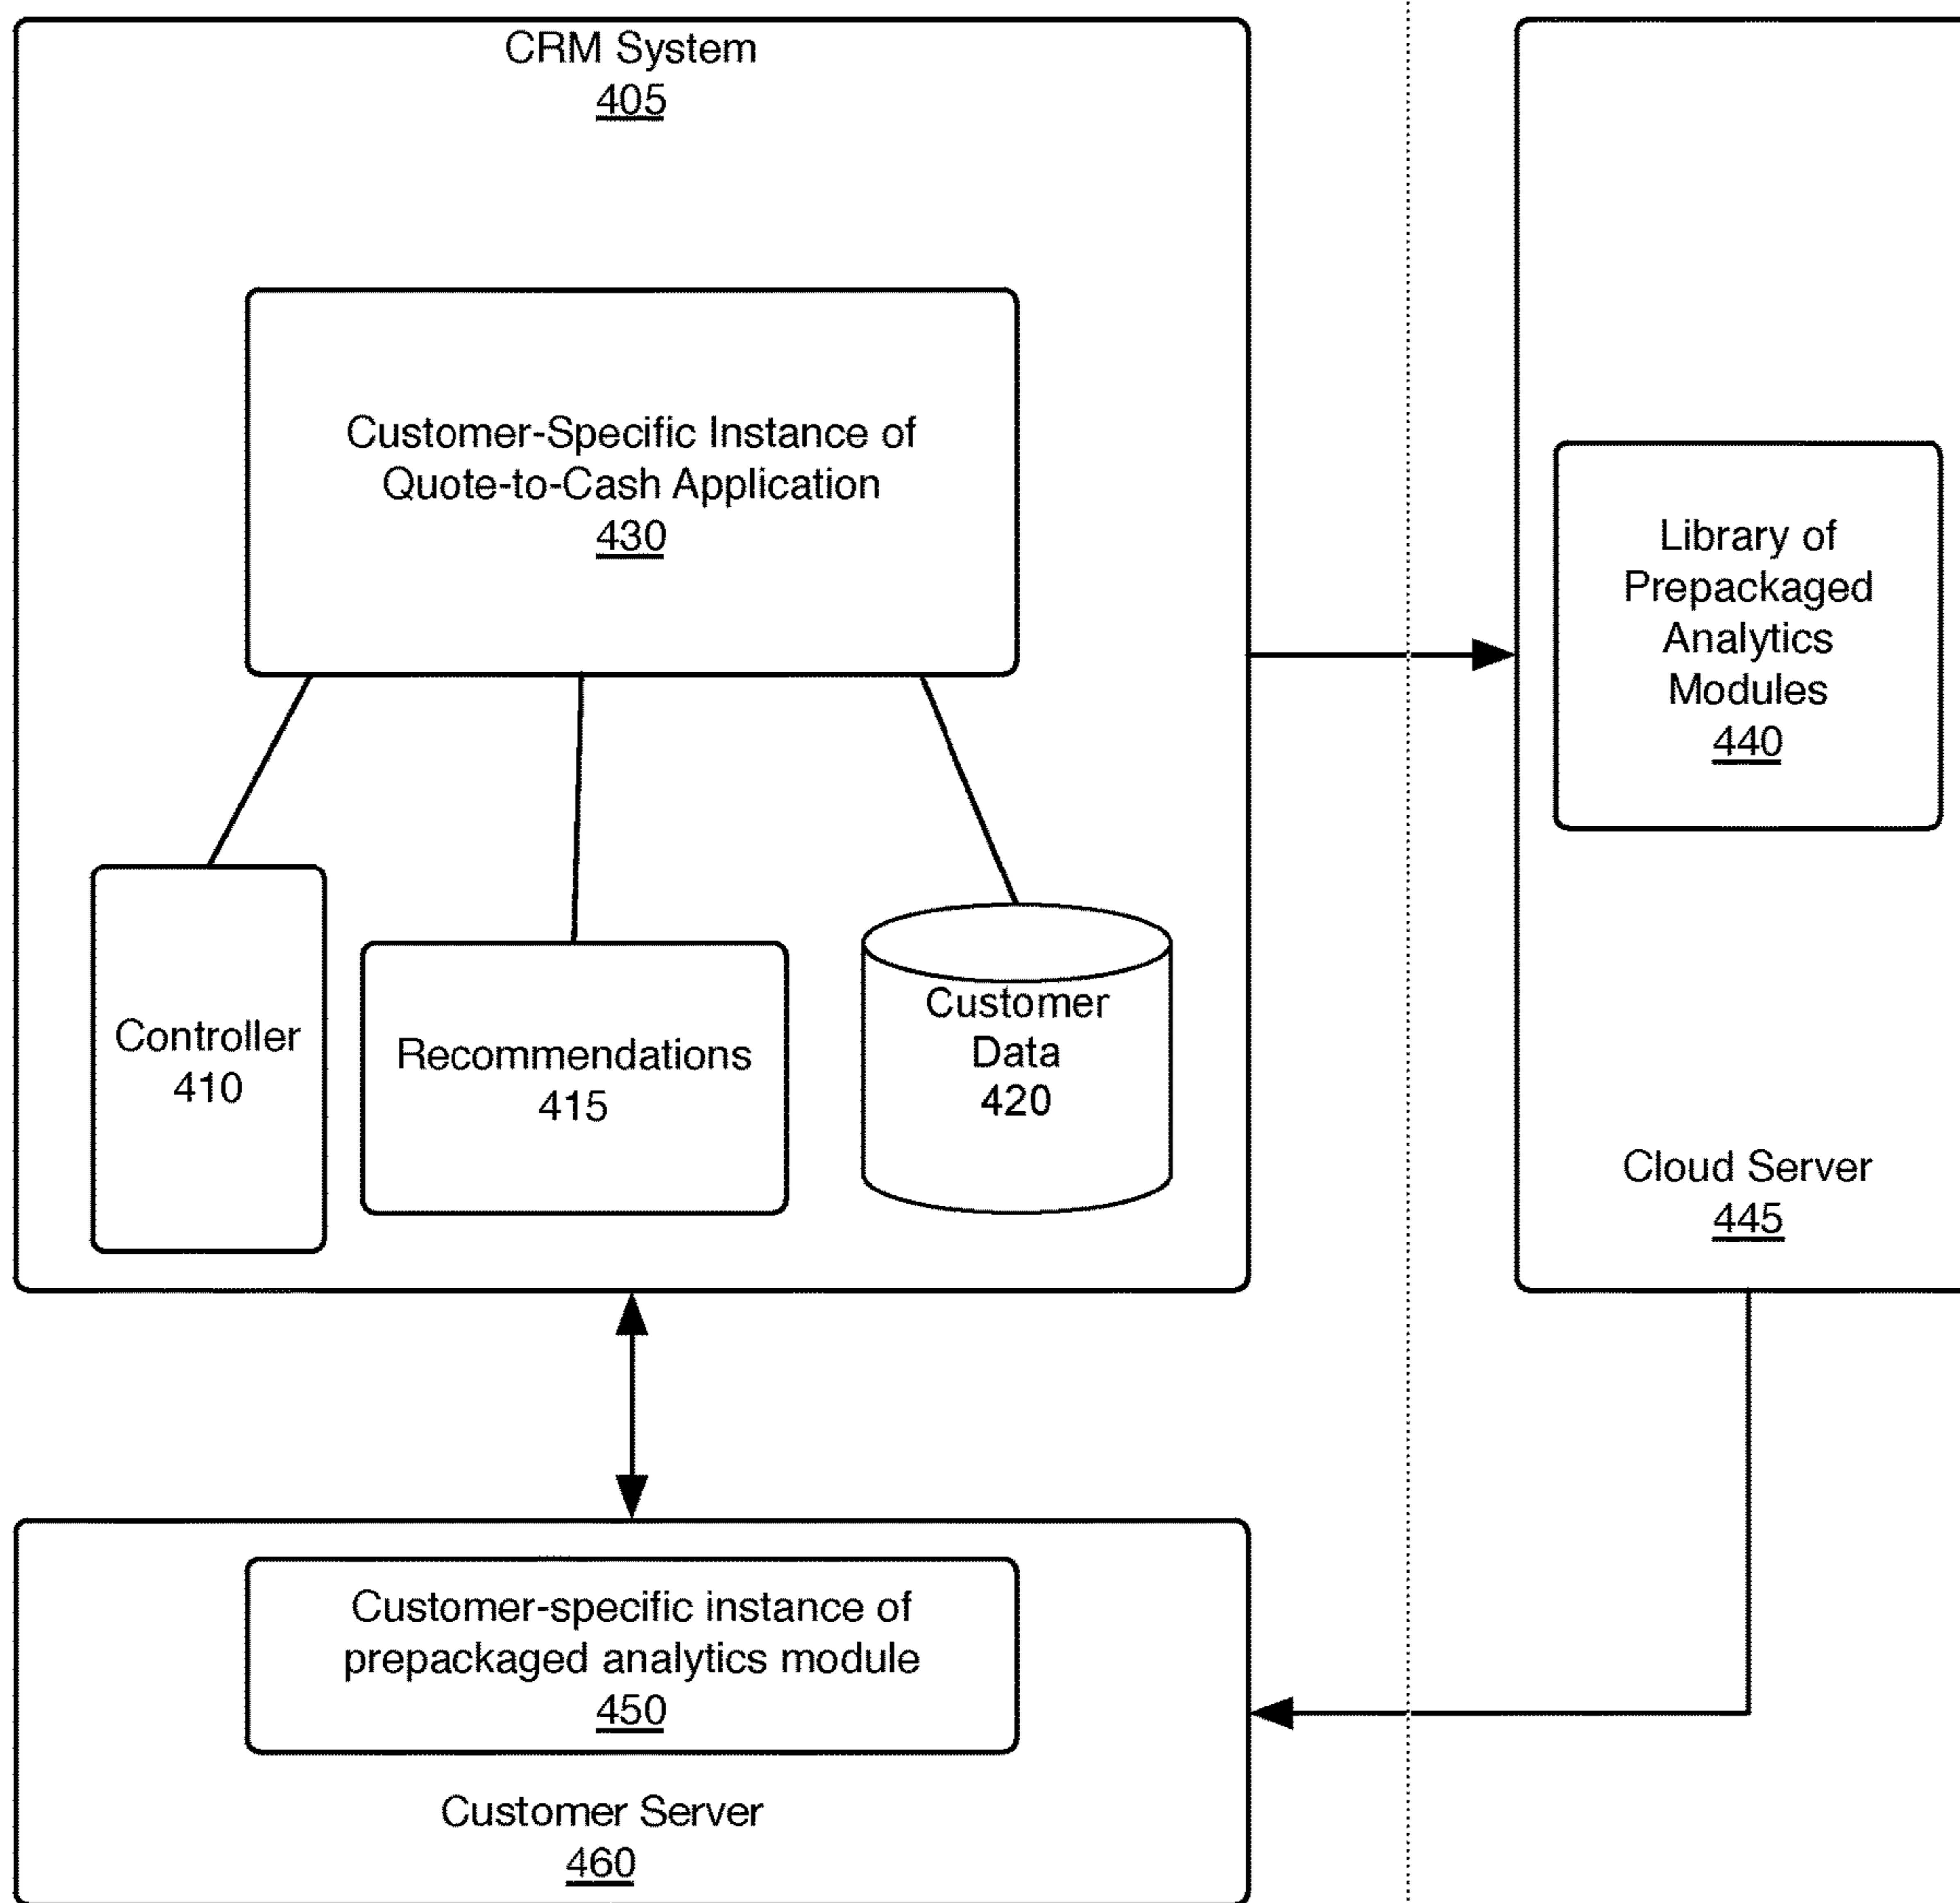 CRM System
405
Customer-Specific Instance of
Quote-to-Cash Application
430
Controller
410
Recommendations
415
Customer
Data
420
Library of
Prepackaged
Analytics
Modules
440
Cloud Server
445
Customer-specific instance of
prepackaged analytics module
450
Customer Server
460